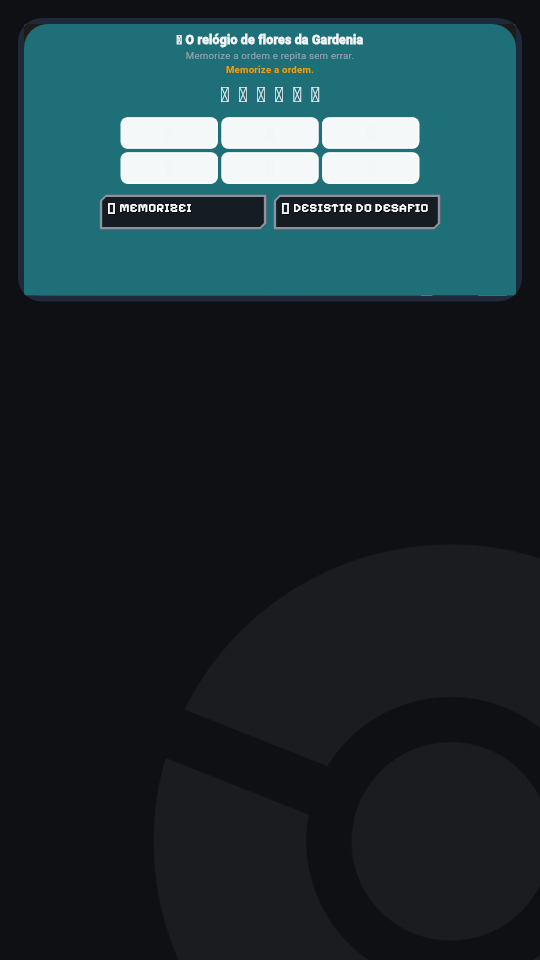 O relógio de flores da Gardenia
Memorize a ordem e repita sem errar.
Memorize a ordem.
MEMORIZEI
DESISTIR DO DESAFIO